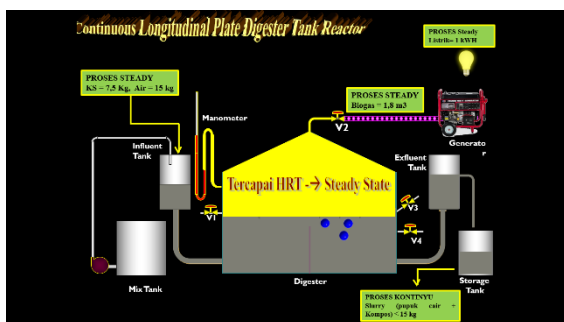 Continuous Longitudinal Plate Digester Tank Reactor
PROSES Steady
Listrik= 1 kWH
PROSES STEADY
KS = 7,5 Kg, Air = 15 kg
PROSES STEADY
Biogas = 1,8 m3
Manometer
V2
Generato
r
Influent
Tank
Exfluent
Tank
Tercapai HRT -→ Steady State
V1
V3
V4
Mix Tank
Digester
Storage
Tank
PROSES KONTINYU
Slurry (pupuk cair +
Kompos) < 15 kg